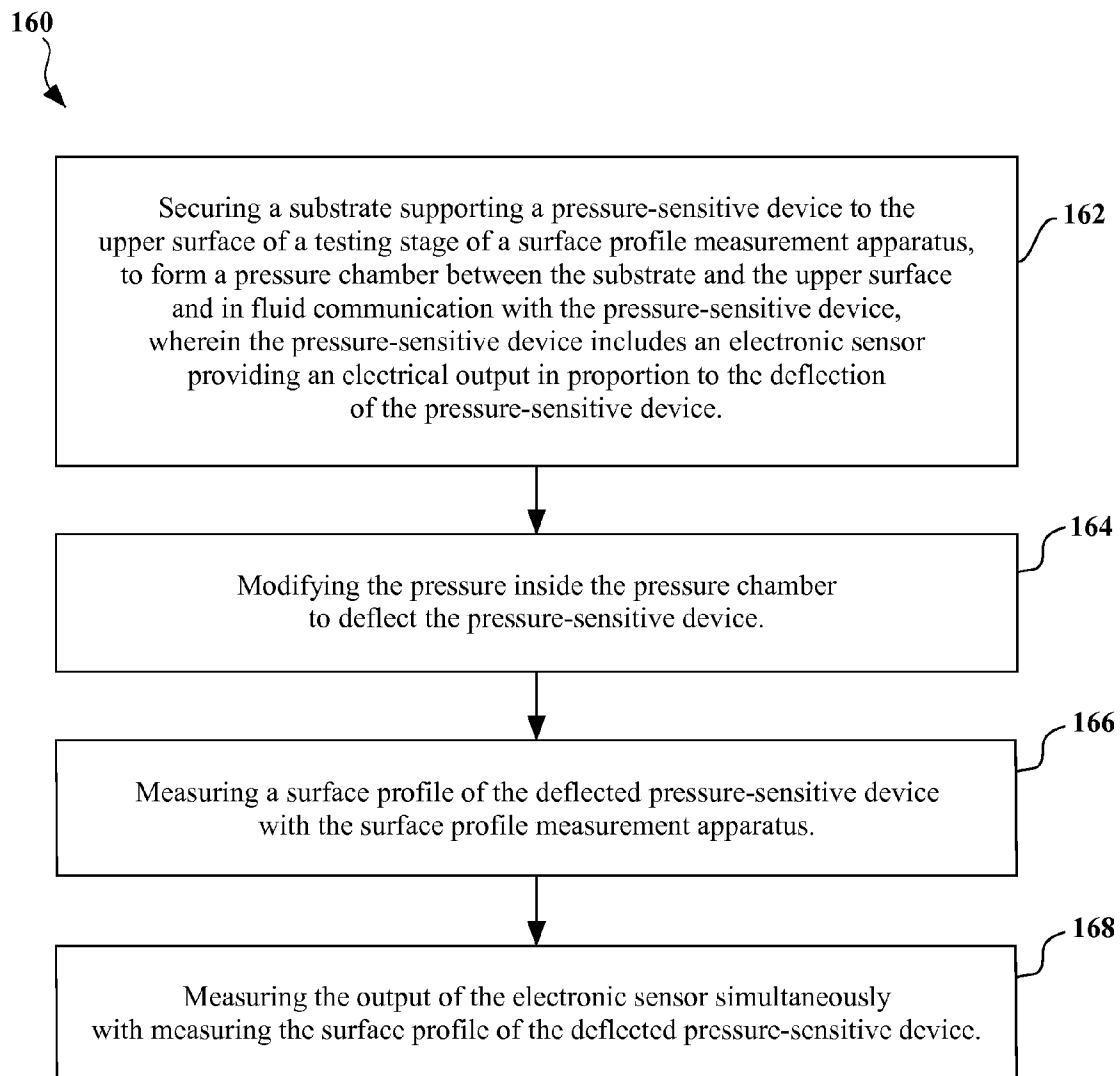 160
Securing a substrate supporting a pressure-sensitive device to the
upper surface of a testing stage of a surface profile measurement apparatus,
to form a pressure chamber between the substrate and the upper surface
and in fluid communication with the pressure-sensitive device,
wherein the pressure-sensitive device includes an electronic sensor
providing an electrical output in proportion to the deflection
of the pressure-sensitive device.
162
Modifying the pressure inside the pressure chamber
to deflect the pressure-sensitive device.
164
Measuring a surface profile of the deflected pressure-sensitive device
with the surface profile measurement apparatus.
166
Measuring the output of the electronic sensor simultaneously
with measuring the surface profile of the deflected pressure-sensitive device.
168